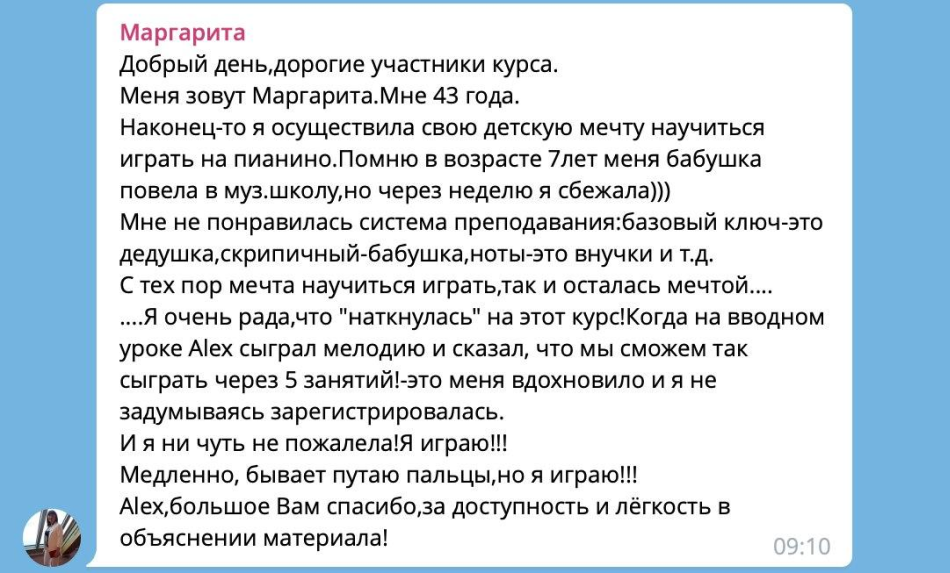 Маргарита
Добрый день,дорогие участники курса.
Меня зовут Маргарита.Мне 43 года.
Наконец-то я осуществила свою детскую мечту научиться
играть на пианино.Помню в возрасте 7лет меня бабушка
повела в муз.школу,но через неделю я сбежала)))
Мне не понравилась система преподавания:базовый ключ-это
дедушка,скрипичный-бабушка,ноты-это внучки и т.д.
С тех пор мечта научиться играть,так и осталась мечтой....
....Я очень рада,что "наткнулась" на этот курс!Когда на вводном
уроке Alex сыграл мелодию и сказал, что мы сможем так
сыграть через 5 занятий!-это меня вдохновило и я не
задумываясь зарегистрировалась.
И я ни чуть не пожалела!Я играю!!!
Медленно, бывает путаю пальцы,но я играю!!!
Alex,большое Вам спасибо,за доступность и лёгкость в
объяснении материала!
09:10